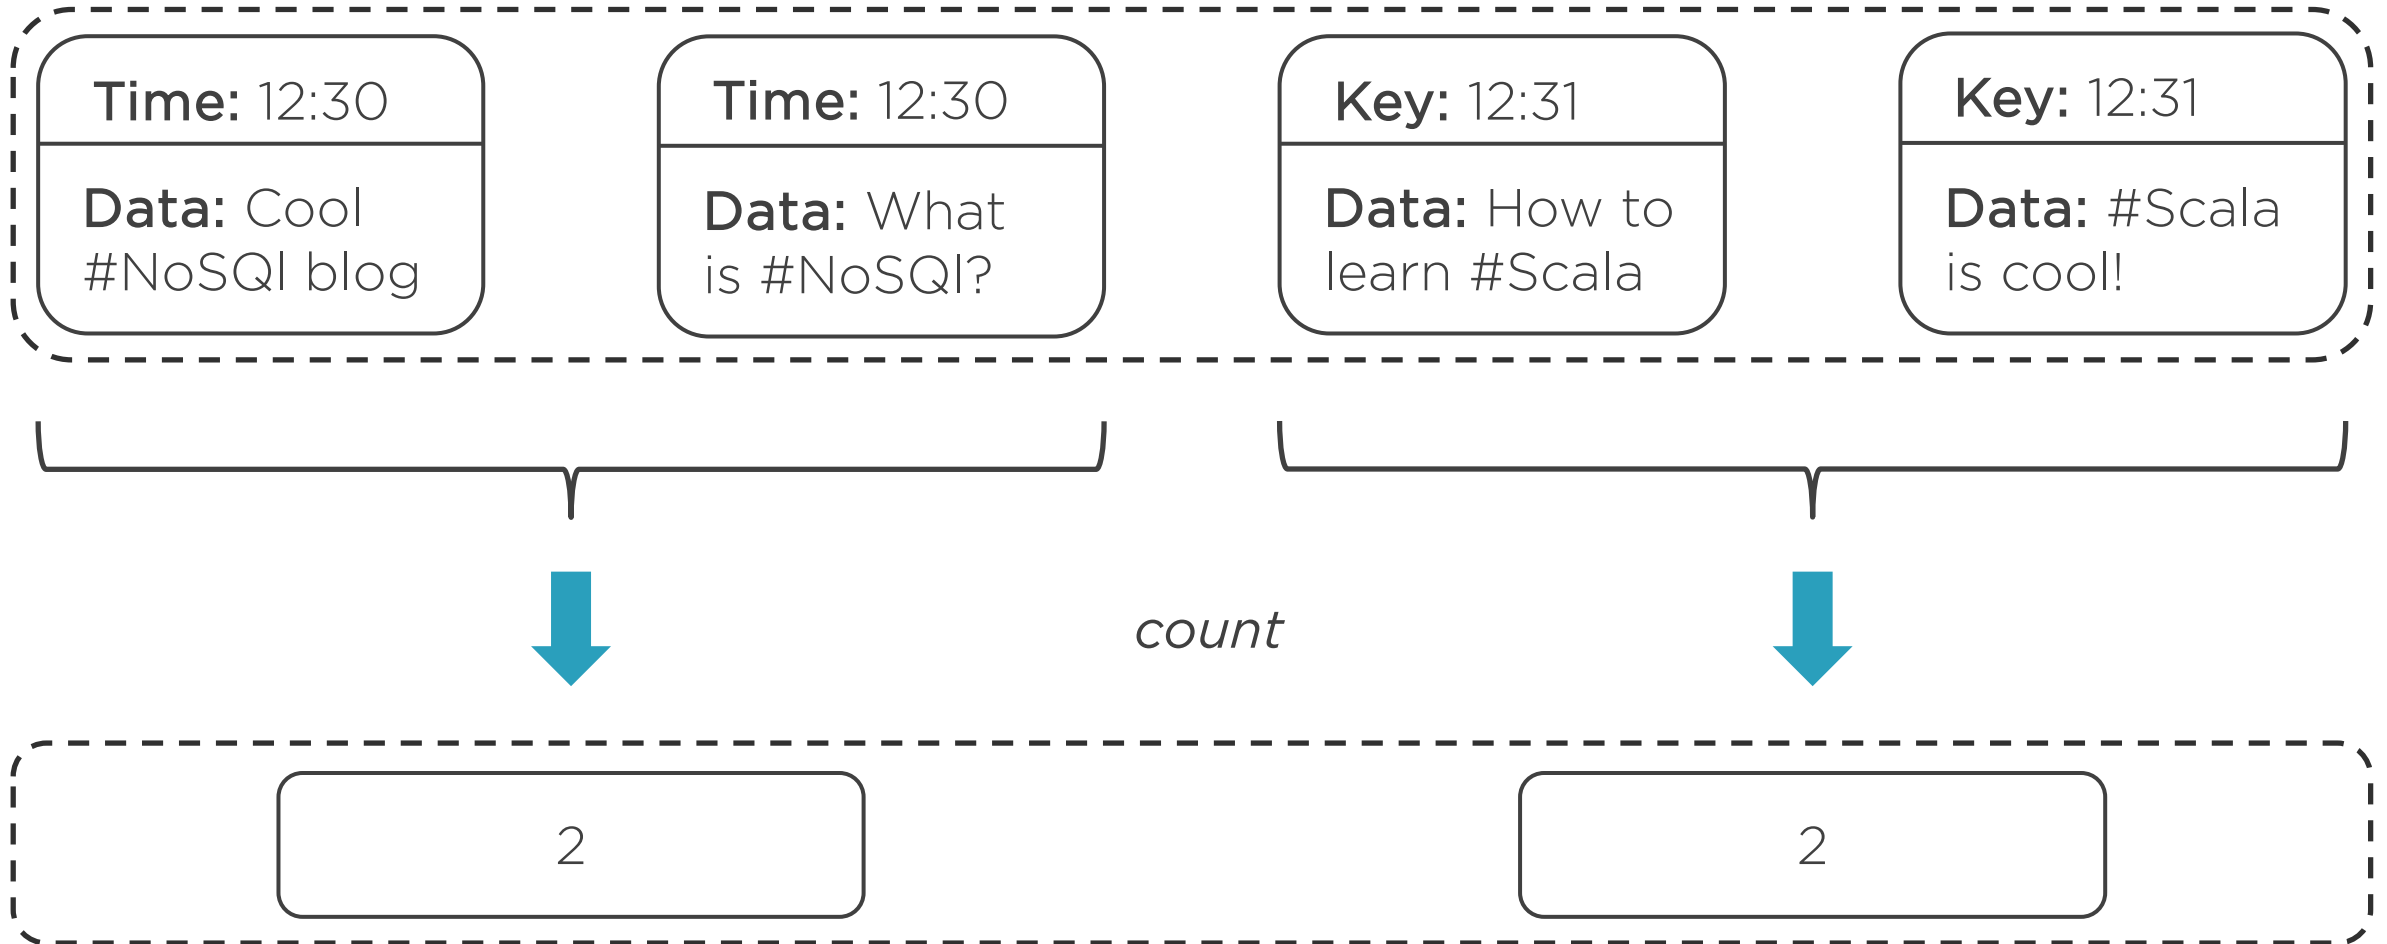 Time: 12:30
Data: Cool
#NoSQl blog
Time: 12:30
Data: What
is #NoSQl?
Key: 12:31
Data: How to
learn #Scala
Key: 12:31
Data: #Scala
is cool!
count
2
2